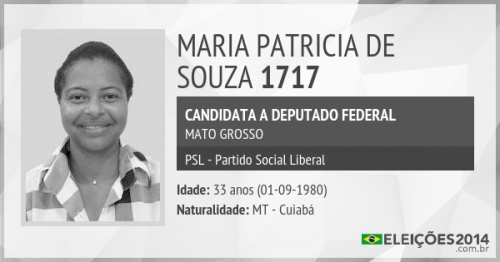 MARIA PATRICIA DE
SOUZA 1717
CANDIDATA A DEPUTADO FEDERAL
MATO GROSSO
PSL - Partido Social Liberal
Idade: 33 anos (01-09-1980)
Naturalidade: MT - Cuiabá
ELEIÇÕES2014
.com.br